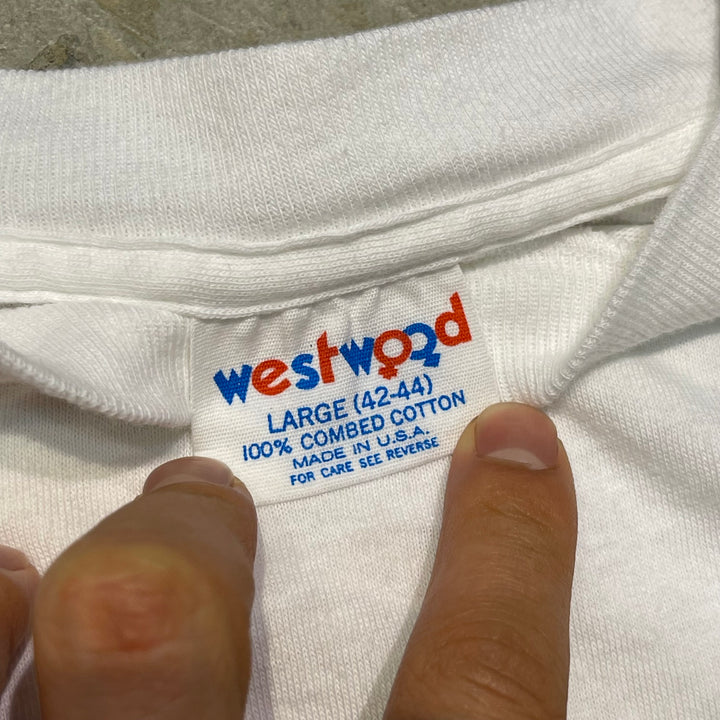 westwood
LARGE (42-44)
100% COMBED COTTON
MADE IN U.S.A.
FOR CARE SEE REVERSE